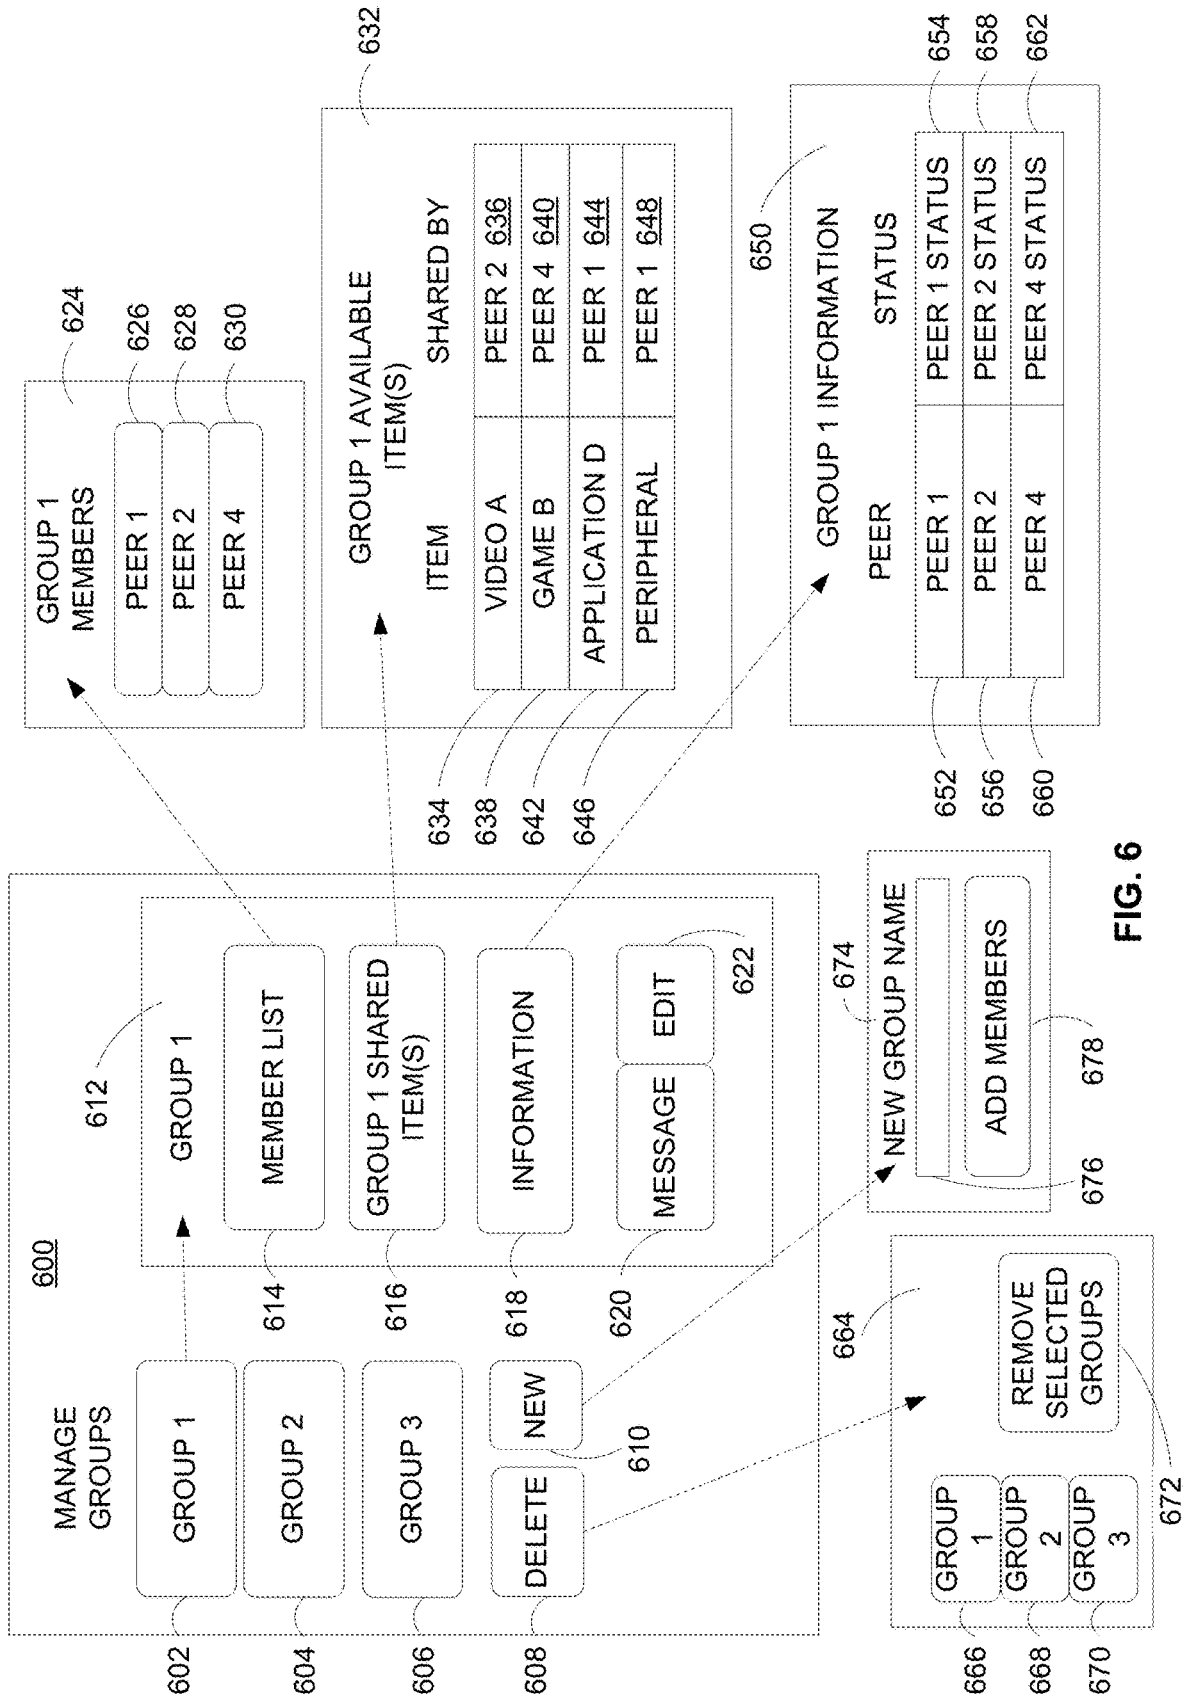 600
MANAGE
GROUPS
GROUP 1
GROUP 2
GROUP 3
DELETE
NEW
602
604
606
608
610
612
GROUP 1
MEMBER LIST
GROUP 1 SHARED
ITEM(S)
INFORMATION
MESSAGE
EDIT
614
616
618
620
622
624
GROUP 1
MEMBERS
PEER 1
PEER 2
PEER 4
626
628
630
632
GROUP 1 AVAILABLE
ITEM(S)
ITEM SHARED BY
VIDEO A PEER 2 636
GAME B PEER 4 640
APPLICATION D PEER 1 644
PERIPHERAL PEER 1 648
634
638
642
646
650
GROUP 1 INFORMATION
PEER STATUS
PEER 1 PEER 1 STATUS
PEER 2 PEER 2 STATUS
PEER 4 PEER 4 STATUS
652
656
660
654
658
662
664
GROUP
1
GROUP
2
GROUP
3
REMOVE
SELECTED
GROUPS
666
668
670
672
674
NEW GROUP NAME
ADD MEMBERS
676
678
FIG. 6